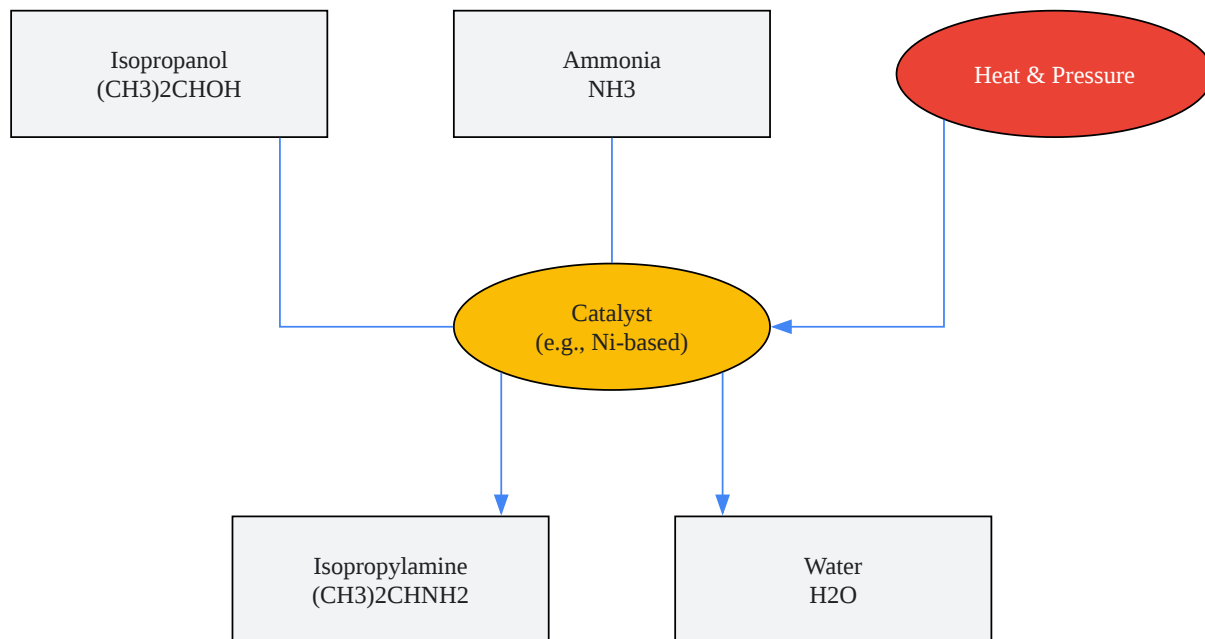 Isopropanol
(CH3)2CHOH
Ammonia
NH3
Heat & Pressure
Catalyst
(e.g., Ni-based)
Isopropylamine
(CH3)2CHNH2
Water
H2O